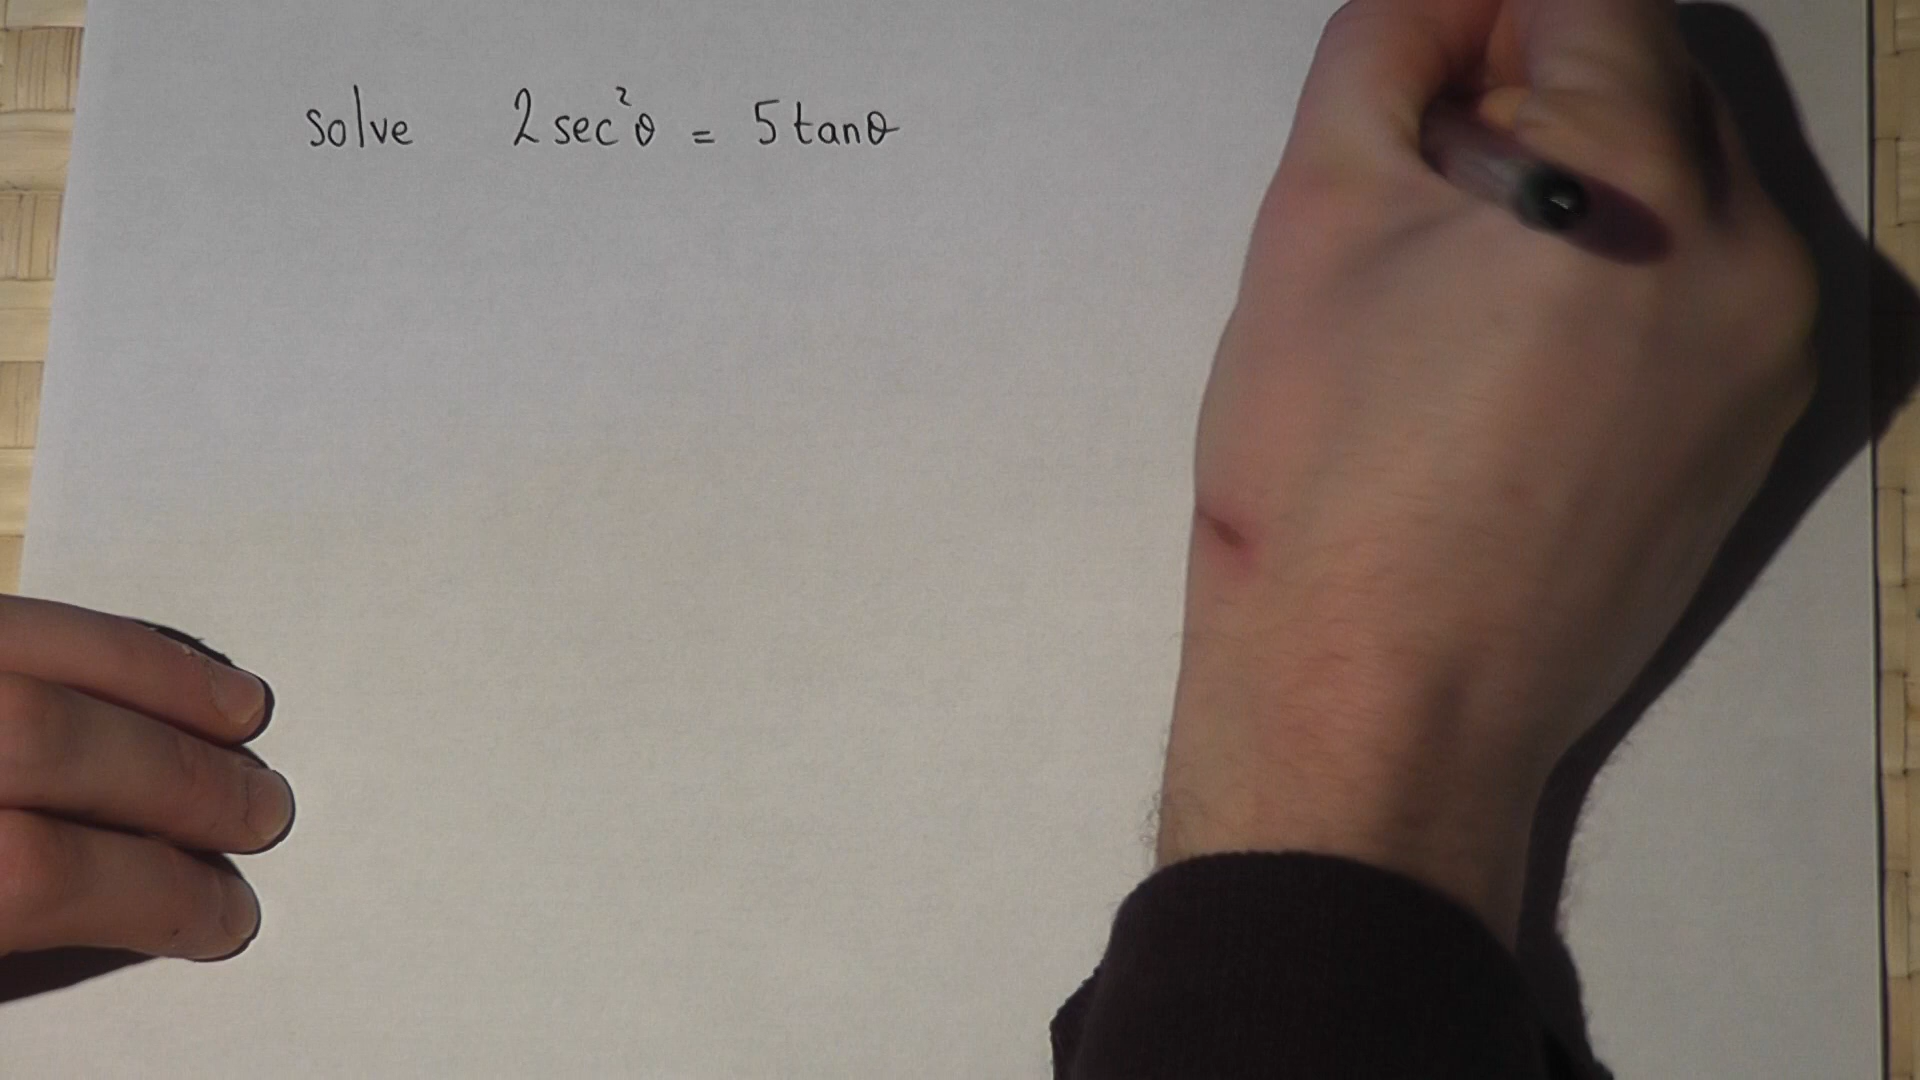 solve 2 sec²θ = 5 tanθ